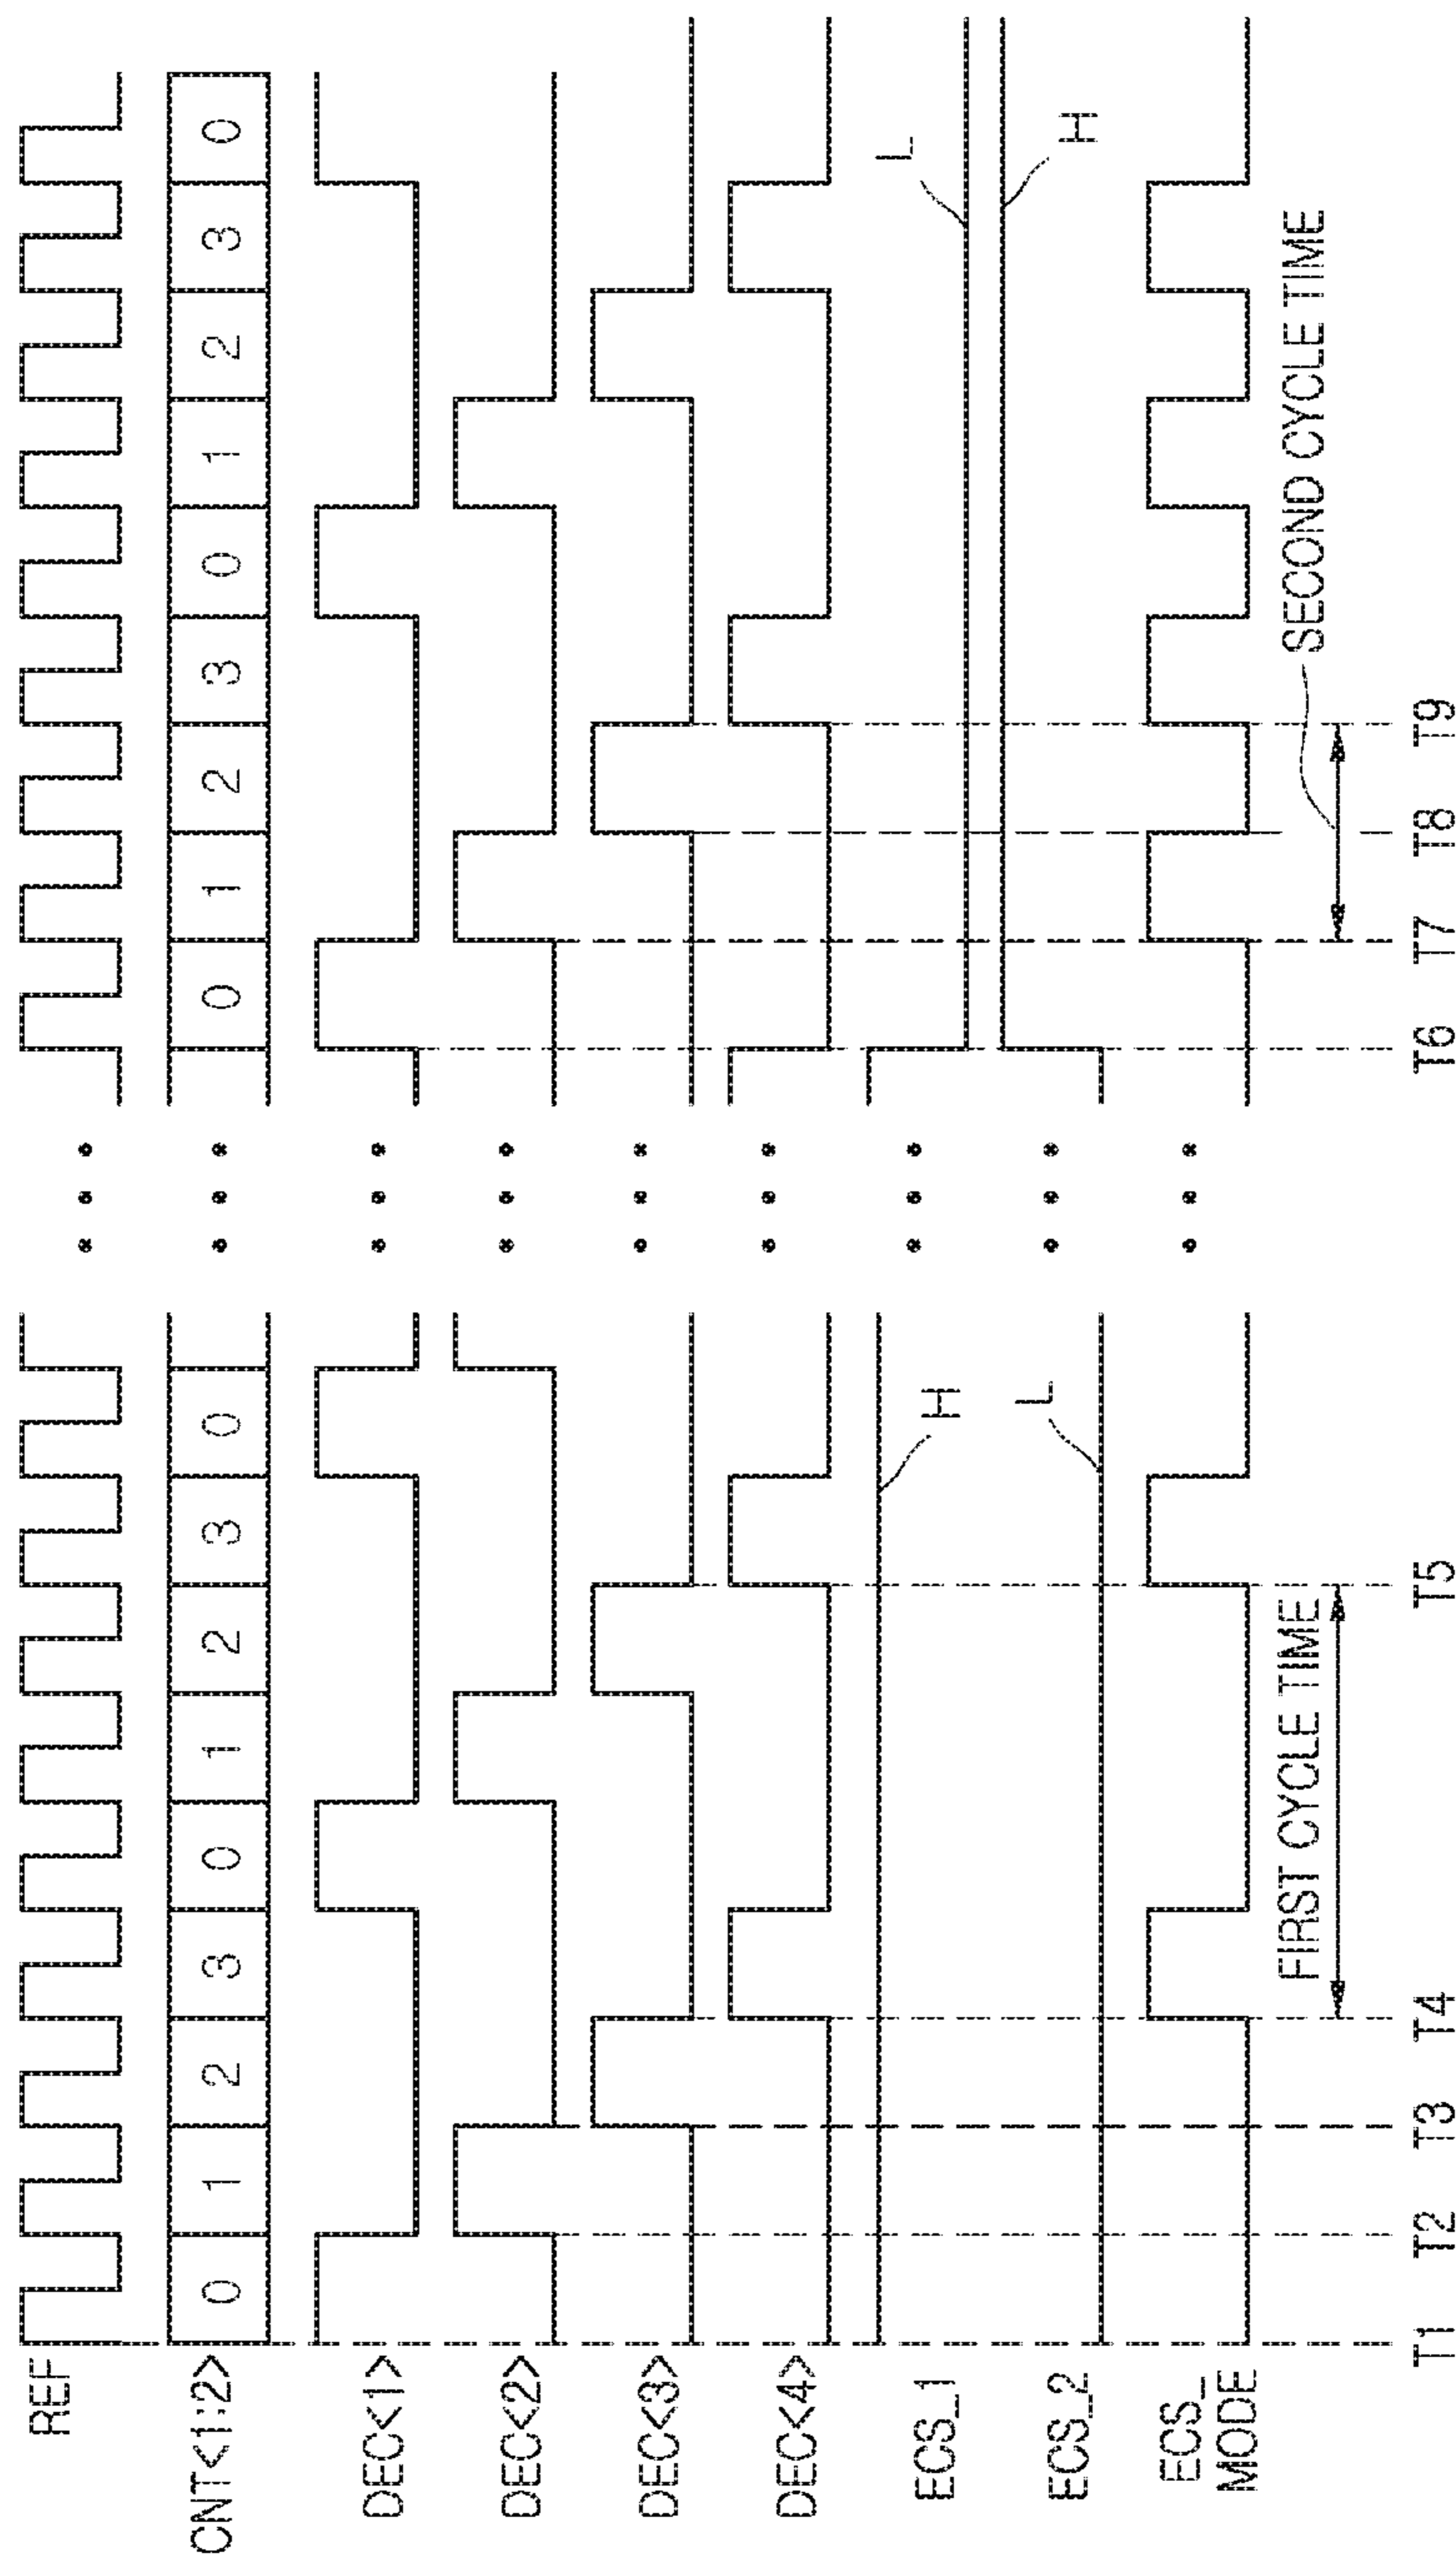 REF
CNT<1:2> 0 1 2 3 0 1 2 3 0 0 1 2 3 0 1 2 3 0
DEC<1>
DEC<2>
DEC<3>
DEC<4>
ECS_1 H L
ECS_2 L H
ECS_
MODE
FIRST CYCLE TIME SECOND CYCLE TIME
T1 T2 T3 T4 T5 T6 T7 T8 T9